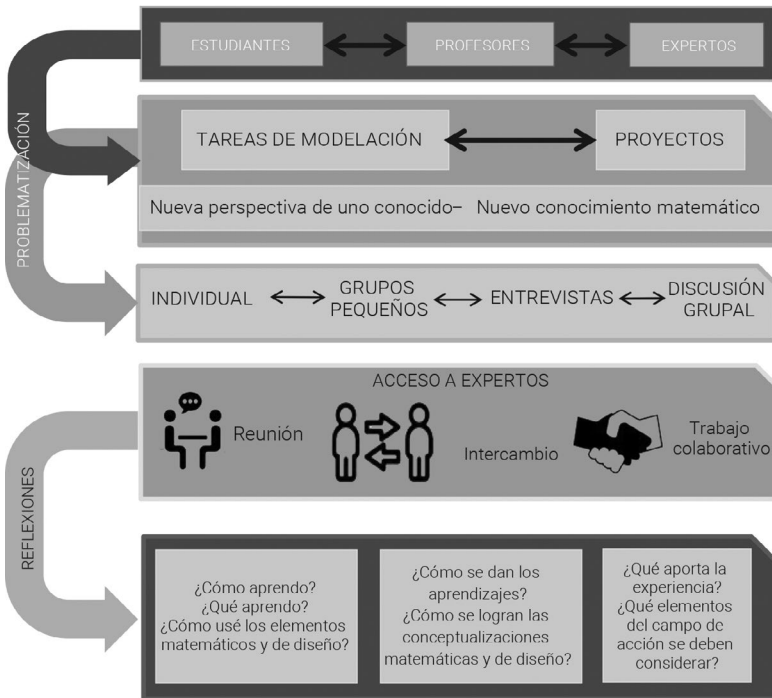 ESTUDIANTES
PROFESORES
EXPERTOS
PROBLEMATIZACIÓN
TAREAS DE MODELACIÓN
PROYECTOS
Nueva perspectiva de uno conocido– Nuevo conocimiento matemático
INDIVIDUAL
GRUPOS
PEQUEÑOS
ENTREVISTAS
DISCUSIÓN
GRUPAL
ACCESO A EXPERTOS
Reunión
Intercambio
Trabajo
colaborativo
REFLEXIONES
¿Cómo aprendo?
¿Qué aprendo?
¿Cómo usé los elementos
matemáticos y de diseño?
¿Cómo se dan los
aprendizajes?
¿Cómo se logran las
conceptualizaciones
matemáticas y de diseño?
¿Qué aporta la
experiencia?
¿Qué elementos
del campo de
acción se deben
considerar?